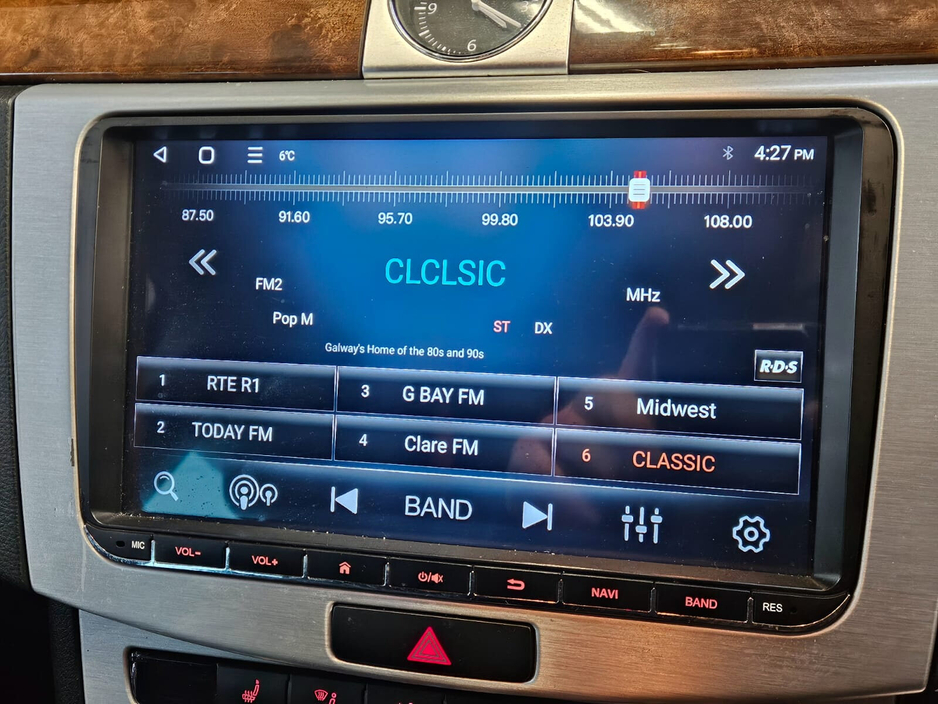 9
6
6°C
4:27 PM
87.50 91.60 95.70 99.80 103.90 108.00
CLCLSIC
FM2
MHz
Pop M
ST DX
Galway's Home of the 80s and 90s
R·D·S
1 RTE R1
3 G BAY FM
5 Midwest
2 TODAY FM
4 Clare FM
6 CLASSIC
BAND
MIC VOL- VOL+ NAVI BAND RES